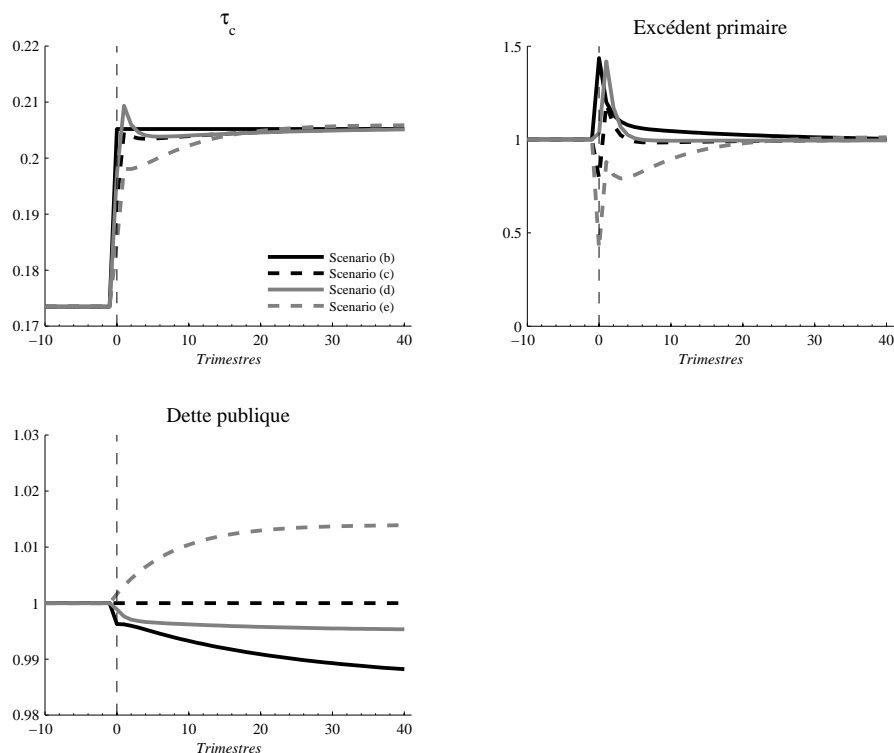 τc
0.22
0.21
0.2
0.19
0.18
0.17
−10 0 10 20 30 40
Trimestres
Scenario (b)
Scenario (c)
Scenario (d)
Scenario (e)
Excédent primaire
1.5
1
0.5
0
−10 0 10 20 30 40
Trimestres
Dette publique
1.03
1.02
1.01
1
0.99
0.98
−10 0 10 20 30 40
Trimestres